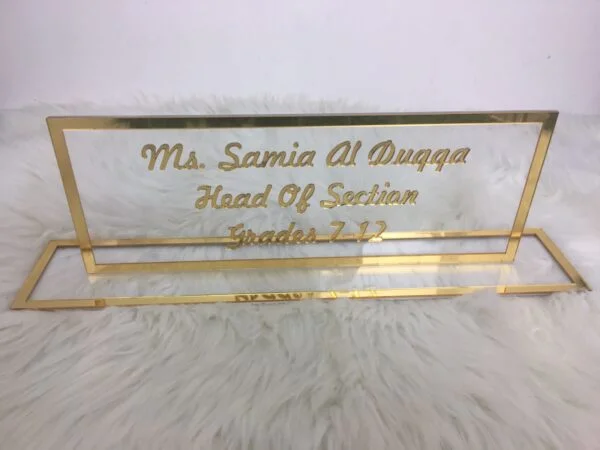 Ms. Samia Al Duqqa
Head Of Section
Grades 7-12